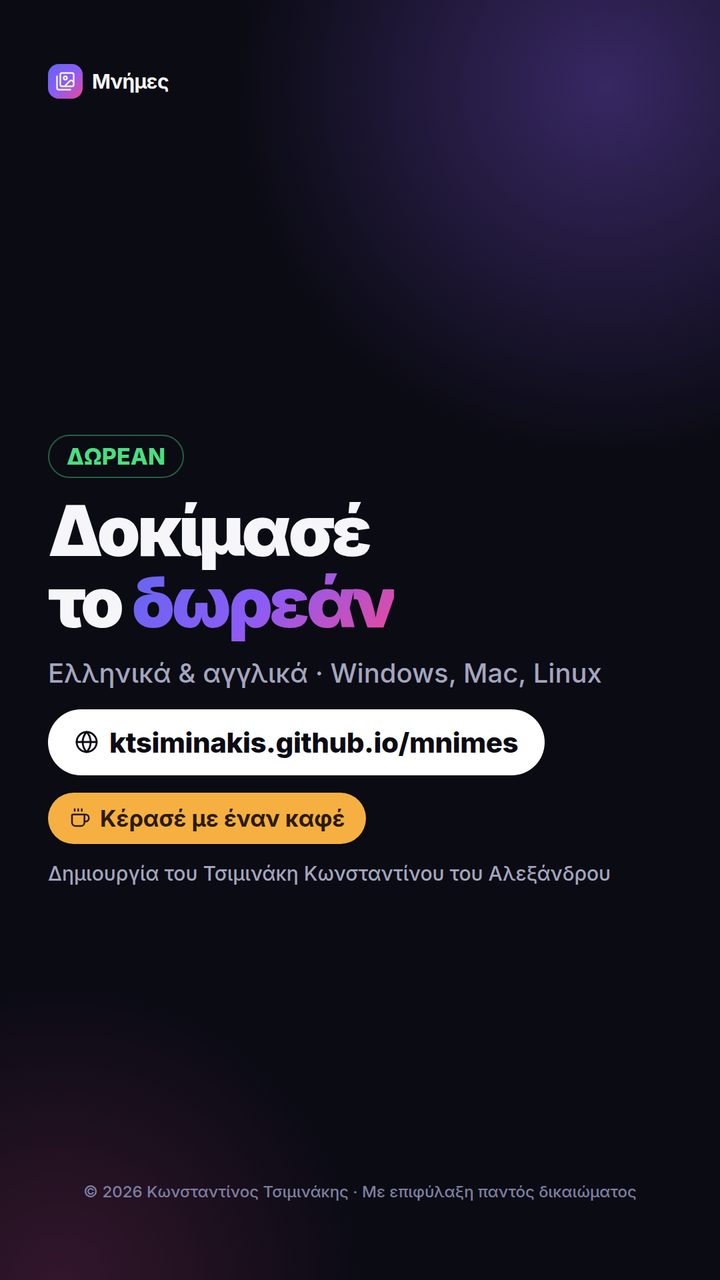 Μνήμες
ΔΩΡΕΑΝ
Δοκίμασέ
το δωρεάν
Ελληνικά & αγγλικά · Windows, Mac, Linux
ktsiminakis.github.io/mnimes
Κέρασέ με έναν καφέ
Δημιουργία του Τσιμινάκη Κωνσταντίνου του Αλεξάνδρου
© 2026 Κωνσταντίνος Τσιμινάκης · Με επιφύλαξη παντός δικαιώματος